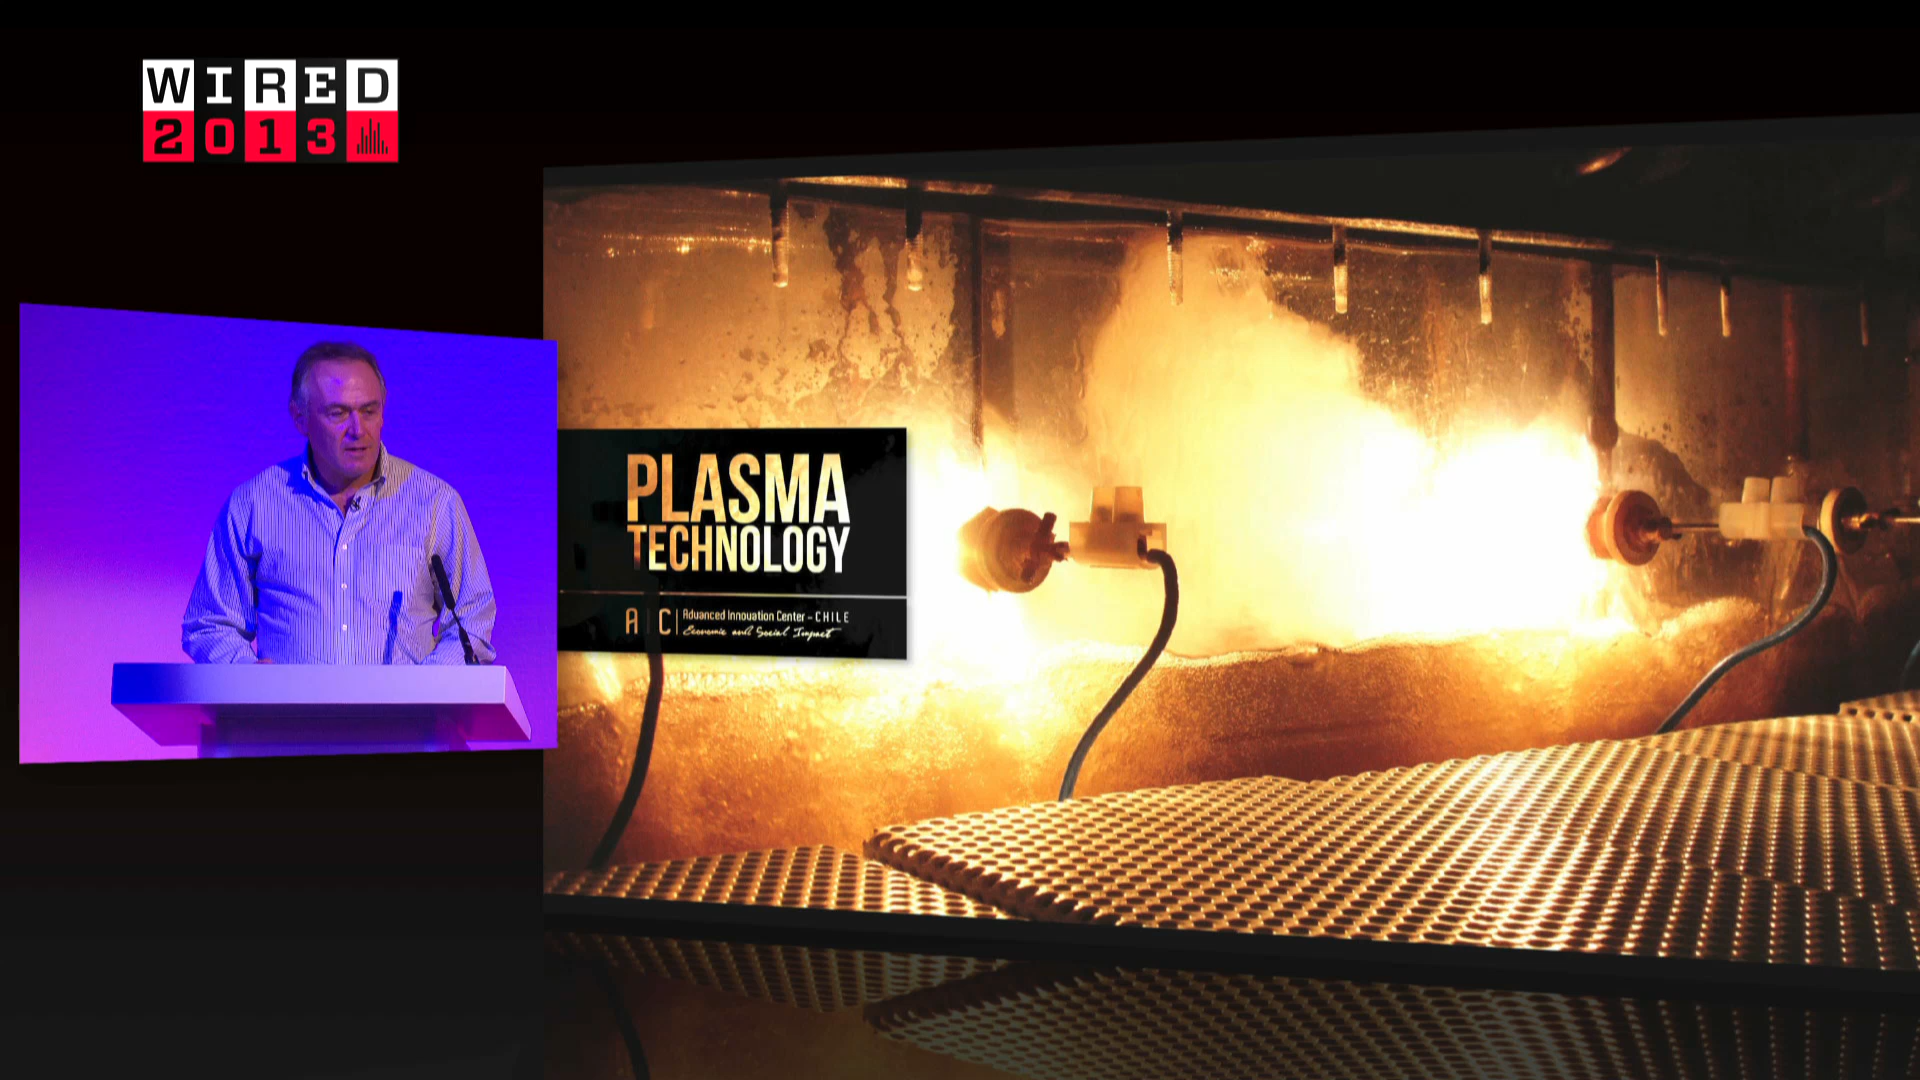 WIRED
2013
PLASMA
TECHNOLOGY
A C Advanced Innovation Center – CHILE
Economic and Social Impact